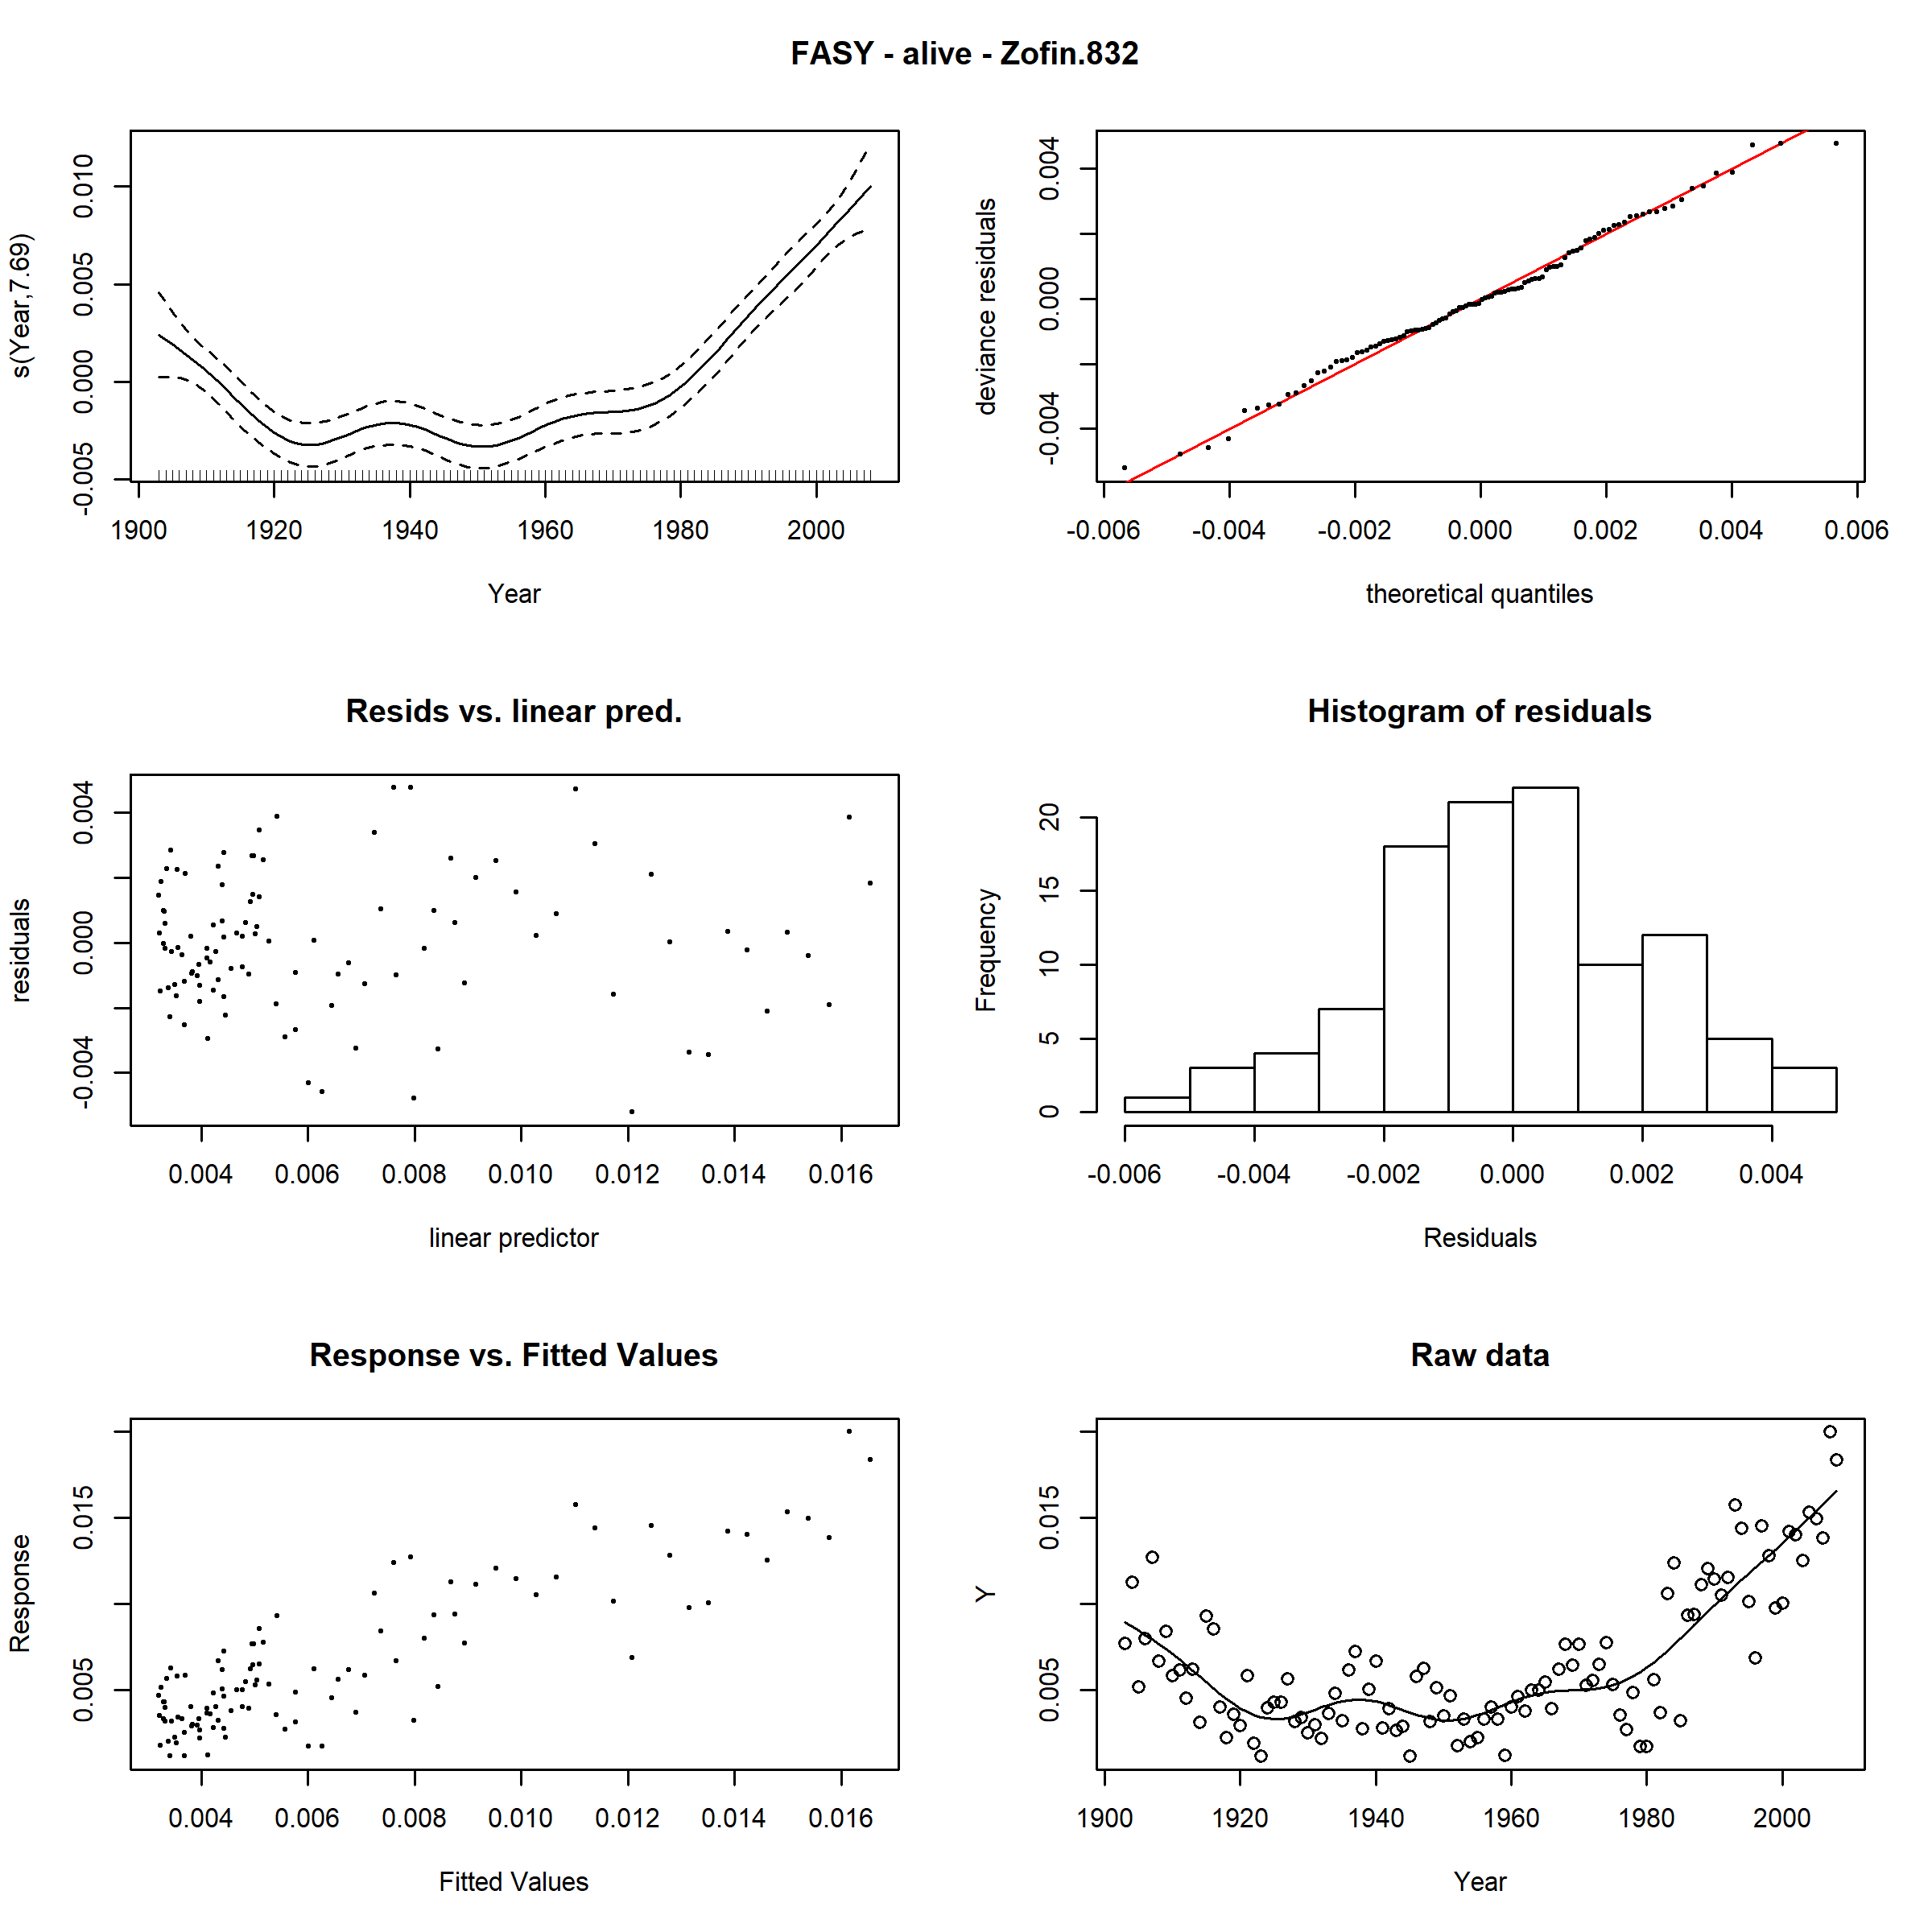 FASY - alive - Zofin.832
s(Year,7.69)
0.010
0.005
0.000
-0.005
1900 1920 1940 1960 1980 2000
Year
deviance residuals
0.004
0.000
-0.004
-0.006 -0.004 -0.002 0.000 0.002 0.004 0.006
theoretical quantiles
Resids vs. linear pred.
residuals
0.004
0.000
-0.004
0.004 0.006 0.008 0.010 0.012 0.014 0.016
linear predictor
Histogram of residuals
Frequency
20
15
10
5
0
-0.006 -0.004 -0.002 0.000 0.002 0.004
Residuals
Response vs. Fitted Values
Response
0.015
0.005
0.004 0.006 0.008 0.010 0.012 0.014 0.016
Fitted Values
Raw data
Y
0.015
0.005
1900 1920 1940 1960 1980 2000
Year